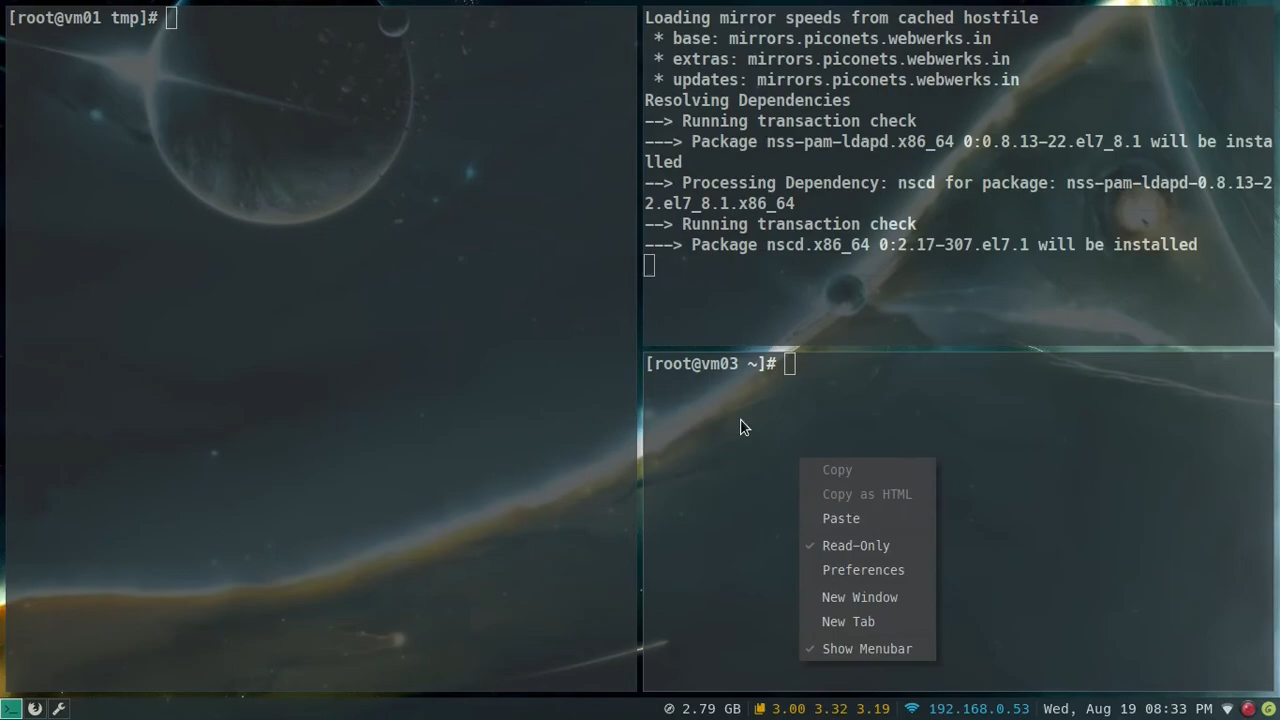 [root@vm01 tmp]#
Loading mirror speeds from cached hostfile
 * base: mirrors.piconets.webwerks.in
 * extras: mirrors.piconets.webwerks.in
 * updates: mirrors.piconets.webwerks.in
Resolving Dependencies
--> Running transaction check
---> Package nss-pam-ldapd.x86_64 0:0.8.13-22.el7_8.1 will be insta
lled
--> Processing Dependency: nscd for package: nss-pam-ldapd-0.8.13-2
2.el7_8.1.x86_64
--> Running transaction check
---> Package nscd.x86_64 0:2.17-307.el7.1 will be installed
[root@vm03 ~]#
Copy
Copy as HTML
Paste
Read-Only
Preferences
New Window
New Tab
Show Menubar
2.79 GB 3.00 3.32 3.19 192.168.0.53 Wed, Aug 19 08:33 PM